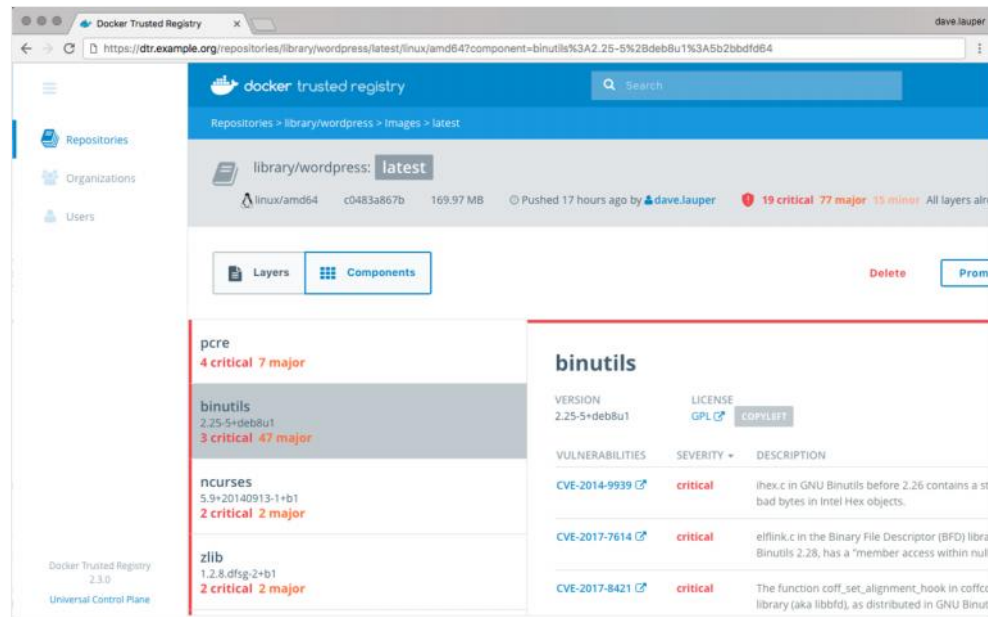 Docker Trusted Registry
dave.lauper
https://dtr.example.org/repositories/library/wordpress/latest/linux/amd64?component=binutils%3A2.25-5%2Bdeb8u1%3A5b2bbdfd64
docker trusted registry
Search
Repositories > library/wordpress > Images > latest
Repositories
Organizations
Users
library/wordpress: latest
linux/amd64 c0483a867b 169.97 MB Pushed 17 hours ago by dave.lauper 19 critical 77 major 15 minor All layers alre
Layers Components Delete Prom
pcre
4 critical 7 major
binutils
2.25-5+deb8u1
3 critical 47 major
ncurses
5.9+20140913-1+b1
2 critical 2 major
zlib
1.2.8.dfsg-2+b1
2 critical 2 major
binutils
VERSION LICENSE
2.25-5+deb8u1 GPL COPYLEFT
VULNERABILITIES SEVERITY DESCRIPTION
CVE-2014-9939 critical ihex.c in GNU Binutils before 2.26 contains a st
bad bytes in Intel Hex objects.
CVE-2017-7614 critical elflink.c in the Binary File Descriptor (BFD) libra
Binutils 2.28, has a "member access within null
CVE-2017-8421 critical The function coff_set_alignment_hook in coffco
library (aka libbfd), as distributed in GNU Binut
Docker Trusted Registry
2.3.0
Universal Control Plane